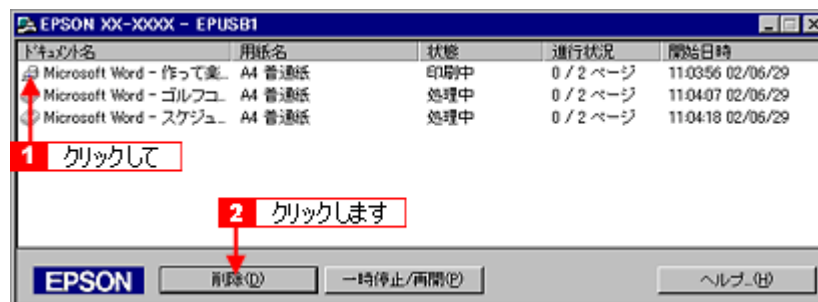 EPSON XX-XXXX - EPUSB1
ドキュメント名 用紙名 状態 進行状況 開始日時
Microsoft Word - 作って楽... A4 普通紙 印刷中 0 / 2 ページ 11:03:56 02/06/29
Microsoft Word - ゴルフコ... A4 普通紙 処理中 0 / 2 ページ 11:04:07 02/06/29
Microsoft Word - スケジュ... A4 普通紙 処理中 0 / 2 ページ 11:04:18 02/06/29
1 クリックして
2 クリックします
EPSON 削除(D) 一時停止/再開(P) ヘルプ...(H)